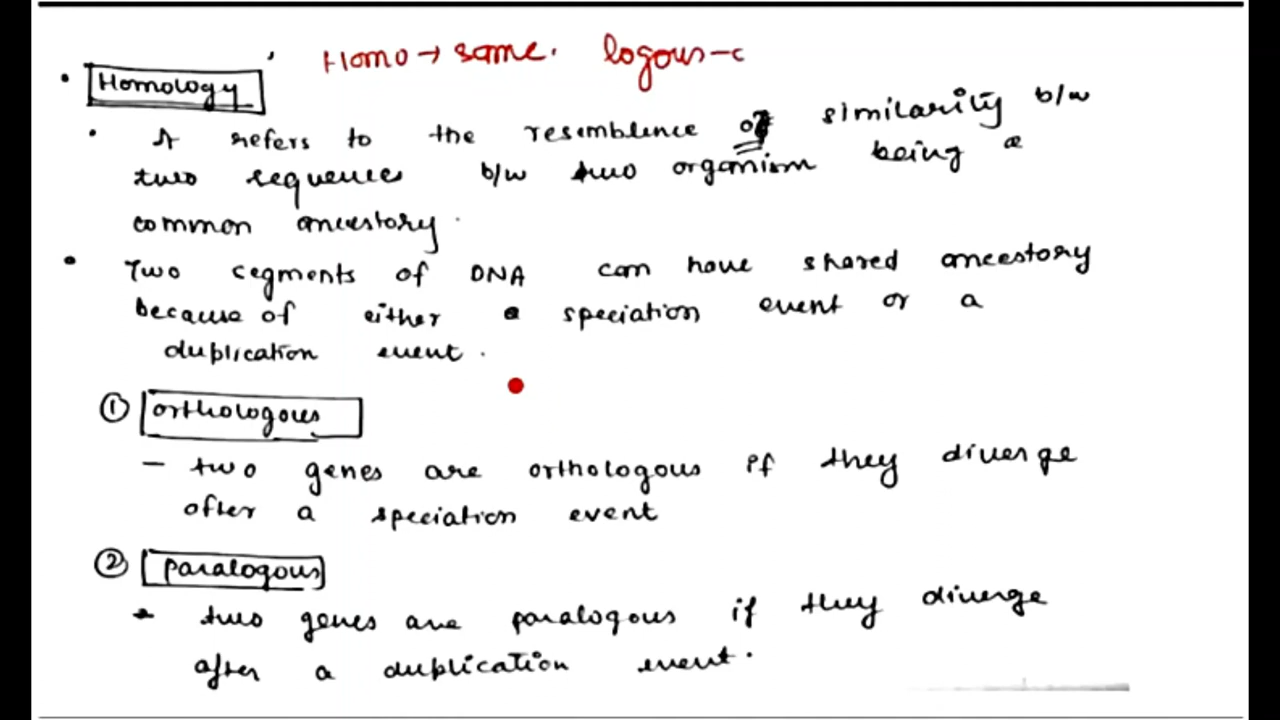 Homo → same. logous - c
• Homology
• It refers to the resemblence of similarity b/w
two sequences b/w two organism being a
common ancestory.
• Two segments of DNA can have shared ancestory
because of either a speciation event or a
duplication event.
① orthologous
- two genes are orthologous if they diverge
after a speciation event
② paralogous
- two genes are paralogous if they diverge
after a duplication event.